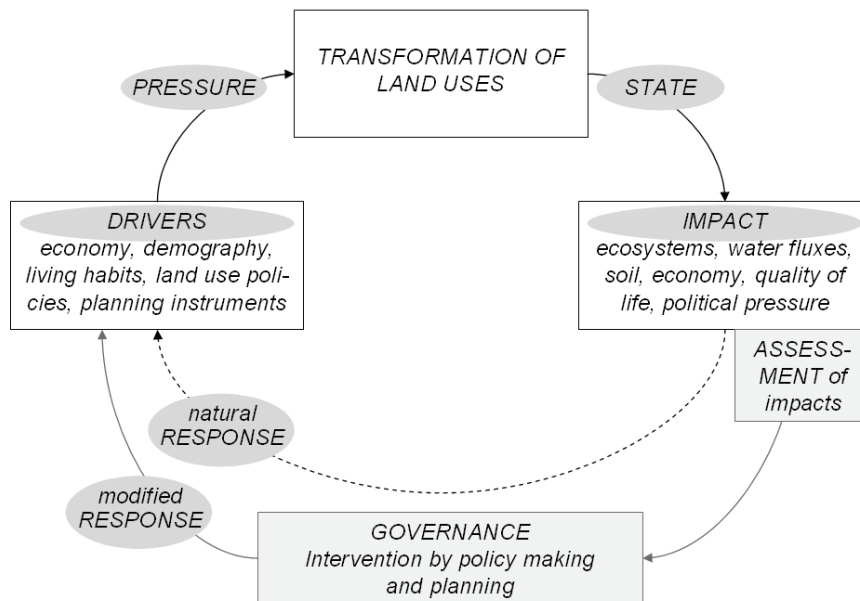 TRANSFORMATION OF
LAND USES
PRESSURE
STATE
DRIVERS
economy, demography,
living habits, land use poli-
cies, planning instruments
IMPACT
ecosystems, water fluxes,
soil, economy, quality of
life, political pressure
ASSESS-
MENT of
impacts
natural
RESPONSE
modified
RESPONSE
GOVERNANCE
Intervention by policy making
and planning